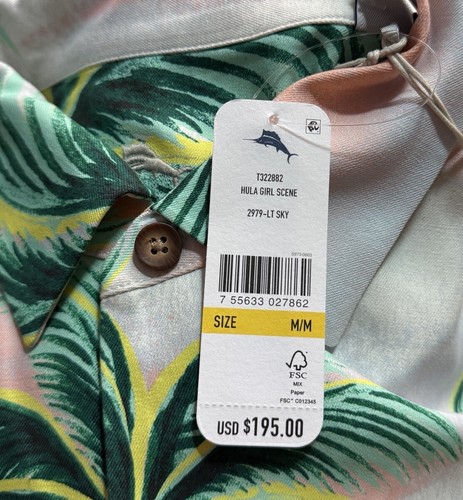 T322882
HULA GIRL SCENE
2979-LT SKY
7 55633 027862
SIZE M/M
FSC
MIX
Paper
FSC® C012345
USD $195.00